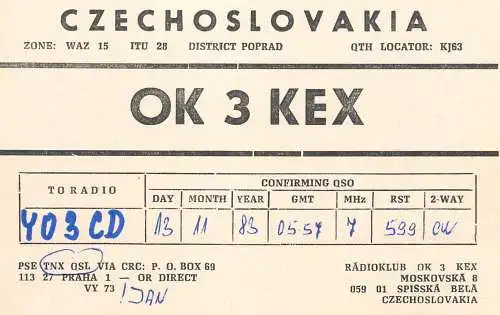 CZECHOSLOVAKIA
ZONE: WAZ 15 ITU 28 DISTRICT POPRAD QTH LOCATOR: KJ63
OK 3 KEX
TO RADIO CONFIRMING QSO
DAY MONTH YEAR GMT MHz RST 2-WAY
YO3CD 13 11 83 05.57 7 599 CW
PSE TNX QSL VIA CRC: P. O. BOX 69
113 27 PRAHA 1 — OR DIRECT
VY 73 ! JAN
RÁDIOKLUB OK 3 KEX
MOSKOVSKÁ 8
059 01 SPIŠSKÁ BELÁ
CZECHOSLOVAKIA